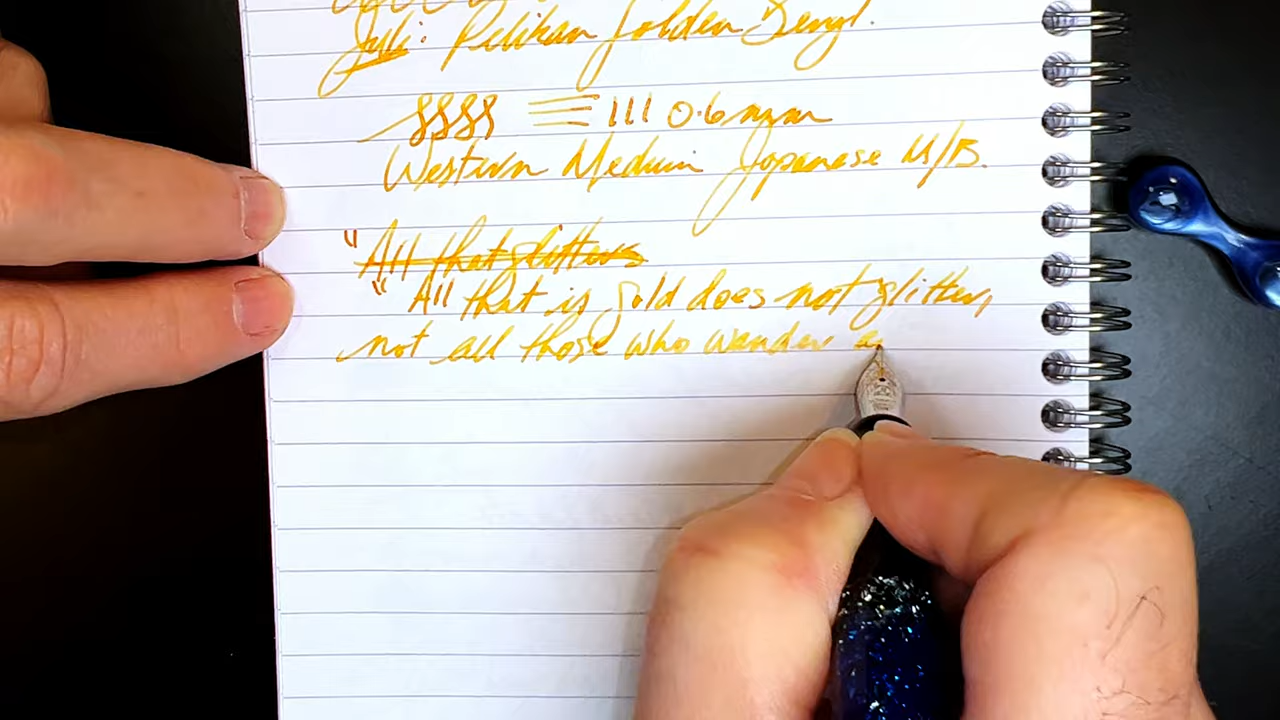 Ink: Pelikan Golden Beryl.
SSSS 111 0.6mm
Western Medium Japanese M/B.
"All that glitters
"All that is gold does not glitter,
not all those who wander a